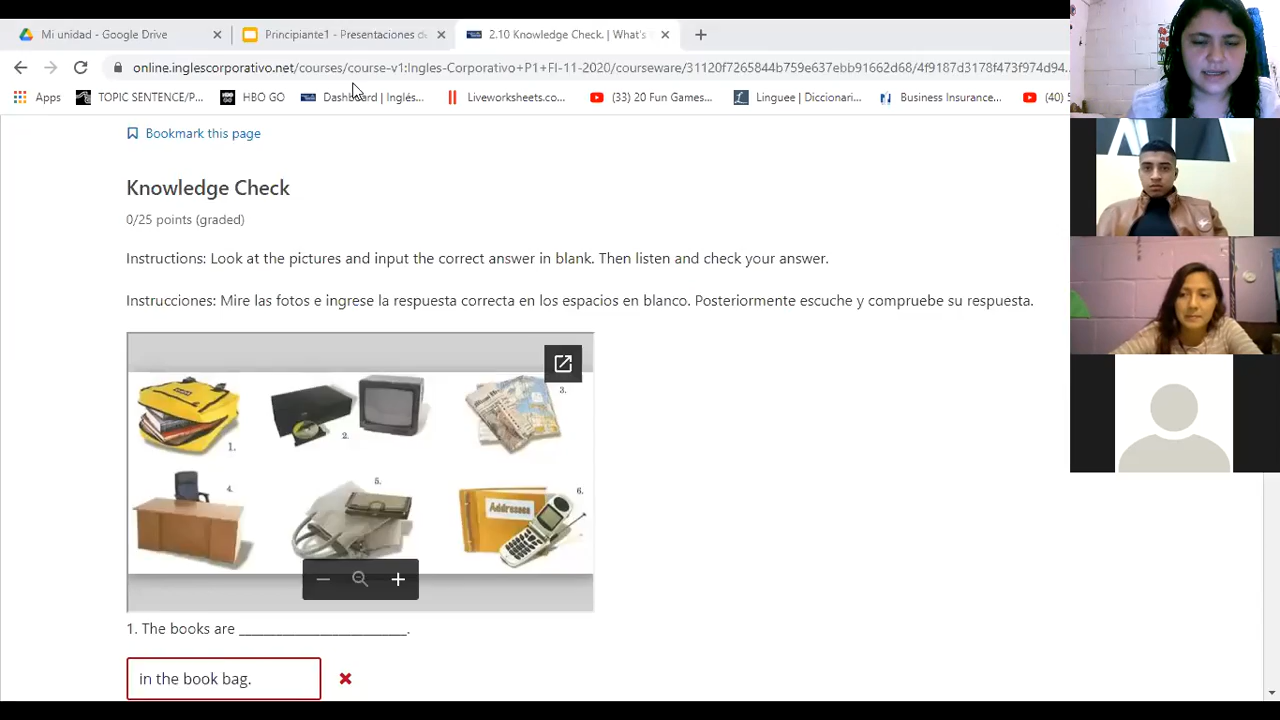 Mi unidad - Google Drive
Principiante1 - Presentaciones de
2.10 Knowledge Check. | What's
online.inglescorporativo.net/courses/course-v1:Ingles-corporativo+P1+FI-11-2020/courseware/31120f7265844b759e637ebb91662d68/4f9187d3178f473f974d94...
Apps
TOPIC SENTENCE/P...
HBO GO
Dashboard | Inglés...
Liveworksheets.co...
(33) 20 Fun Games...
Linguee | Diccionari...
Business Insurance...
(40)
Bookmark this page
Knowledge Check
0/25 points (graded)
Instructions: Look at the pictures and input the correct answer in blank. Then listen and check your answer.
Instrucciones: Mire las fotos e ingrese la respuesta correcta en los espacios en blanco. Posteriormente escuche y compruebe su respuesta.
1.
2.
3.
4.
5.
6.
Addresses
1. The books are _________________________.
in the book bag.